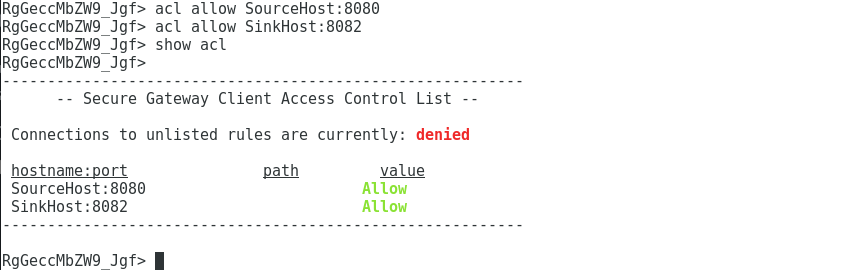 RgGeccMbZW9_Jgf> acl allow SourceHost:8080
RgGeccMbZW9_Jgf> acl allow SinkHost:8082
RgGeccMbZW9_Jgf> show acl
RgGeccMbZW9_Jgf>
----------------------------------------------------------
-- Secure Gateway Client Access Control List --
Connections to unlisted rules are currently: denied
hostname:port path value
SourceHost:8080 Allow
SinkHost:8082 Allow
----------------------------------------------------------
RgGeccMbZW9_Jgf>